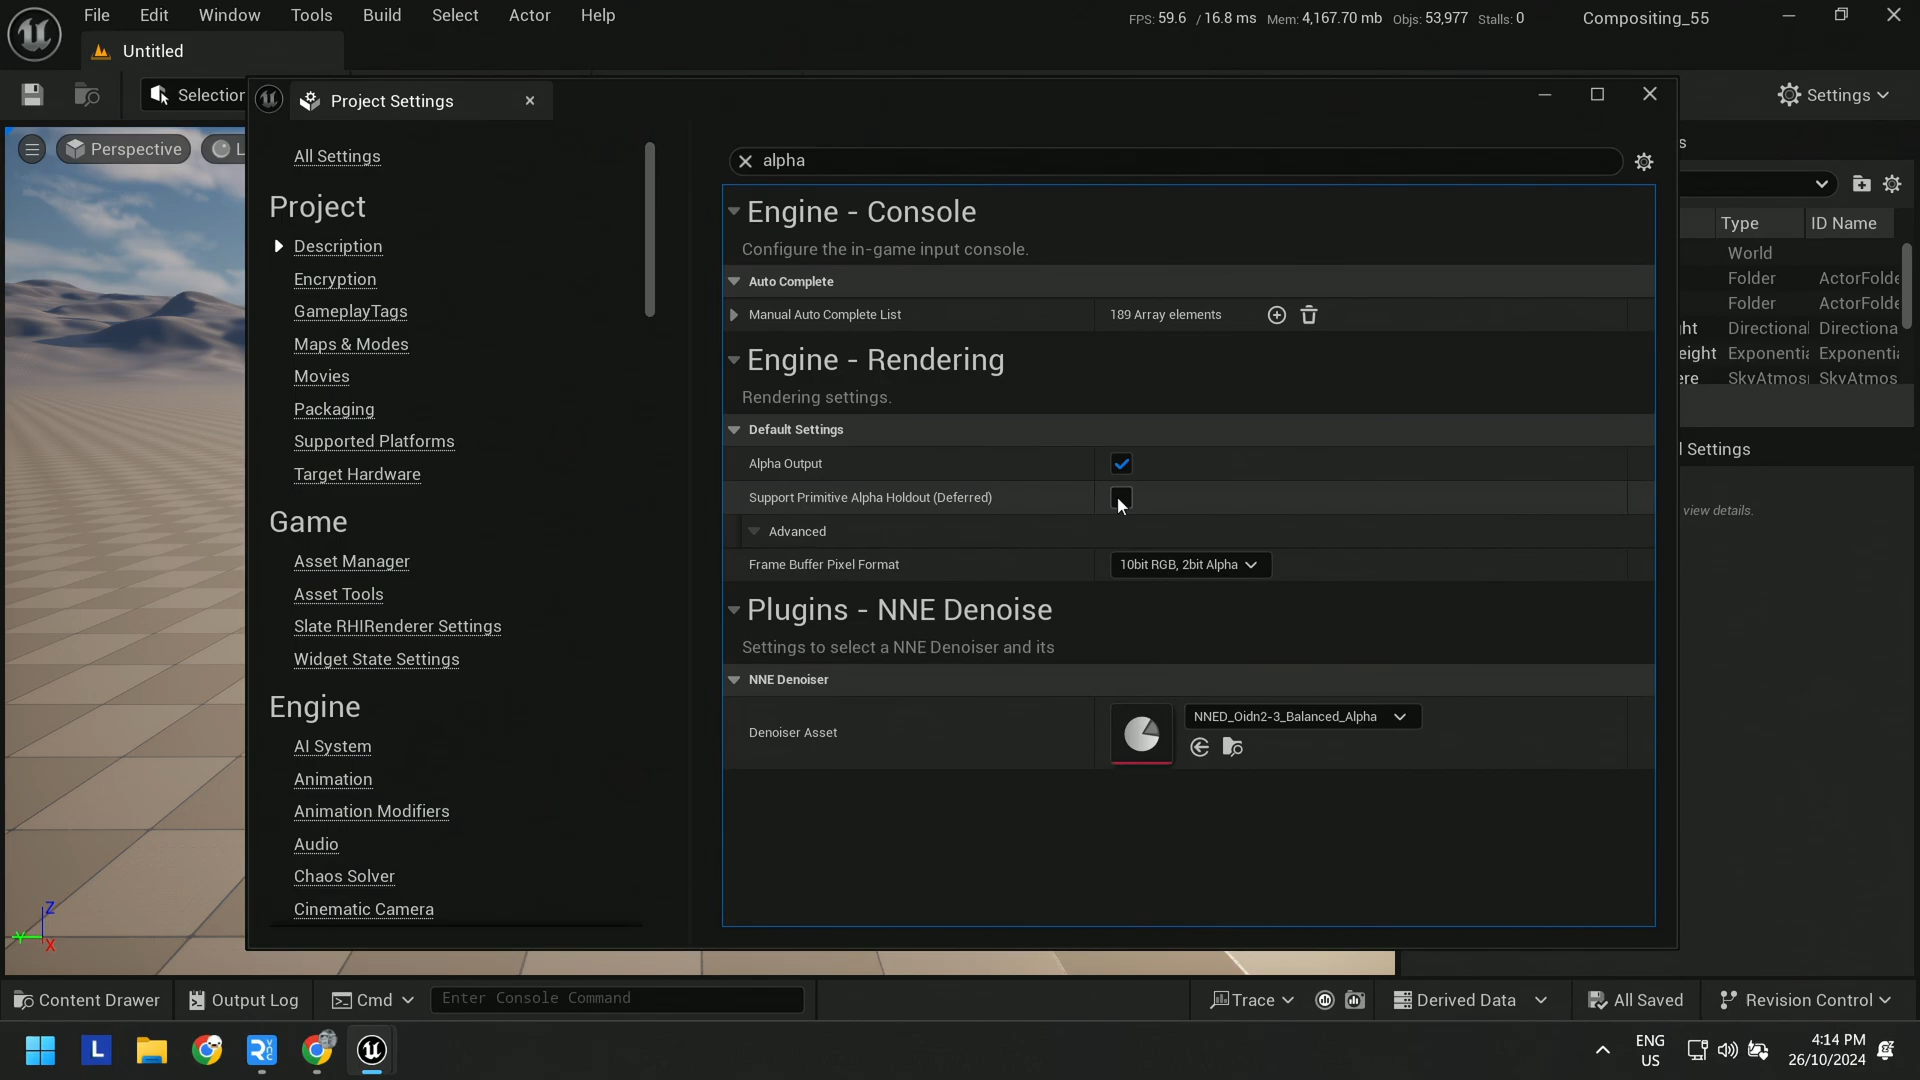 File Edit Window Tools Build Select Actor Help
FPS: 59.6 / 16.8 ms Mem: 4,167.70 mb Objs: 53,977 Stalls: 0
Compositing_55
Untitled
Selection
Project Settings
Settings
Perspective
L
All Settings
Project
Description
Encryption
GameplayTags
Maps & Modes
Movies
Packaging
Supported Platforms
Target Hardware
Game
Asset Manager
Asset Tools
Slate RHIRenderer Settings
Widget State Settings
Engine
AI System
Animation
Animation Modifiers
Audio
Chaos Solver
Cinematic Camera
alpha
Engine - Console
Configure the in-game input console.
Auto Complete
Manual Auto Complete List 189 Array elements
Engine - Rendering
Rendering settings.
Default Settings
Alpha Output
Support Primitive Alpha Holdout (Deferred)
Advanced
Frame Buffer Pixel Format 10bit RGB, 2bit Alpha
Plugins - NNE Denoise
Settings to select a NNE Denoiser and its
NNE Denoiser
Denoiser Asset NNED_Oidn2-3_Balanced_Alpha
s
Type ID Name
World
Folder ActorFolde
Folder ActorFolde
ht Directional Directiona
eight Exponentia Exponentia
ere SkyAtmos SkyAtmos
l Settings
view details.
Z
Y
X
Content Drawer Output Log Cmd Enter Console Command Trace Derived Data All Saved Revision Control
L
VNC
ENG
US
4:14 PM
26/10/2024